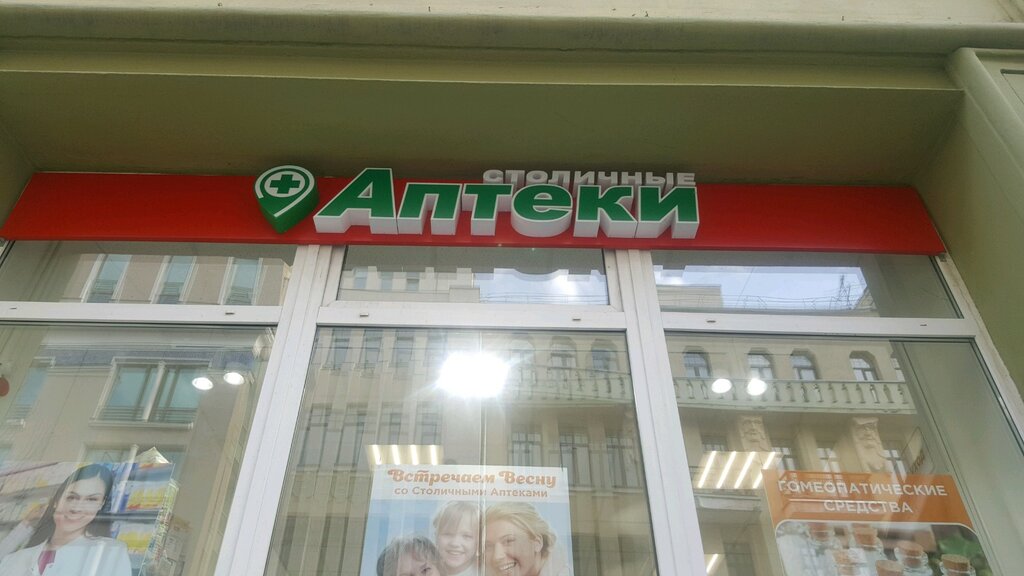 СТОЛИЧНЫЕ
Аптеки
Встречаем Весну
со Столичными Аптеками
ГОМЕОПАТИЧЕСКИЕ
СРЕДСТВА